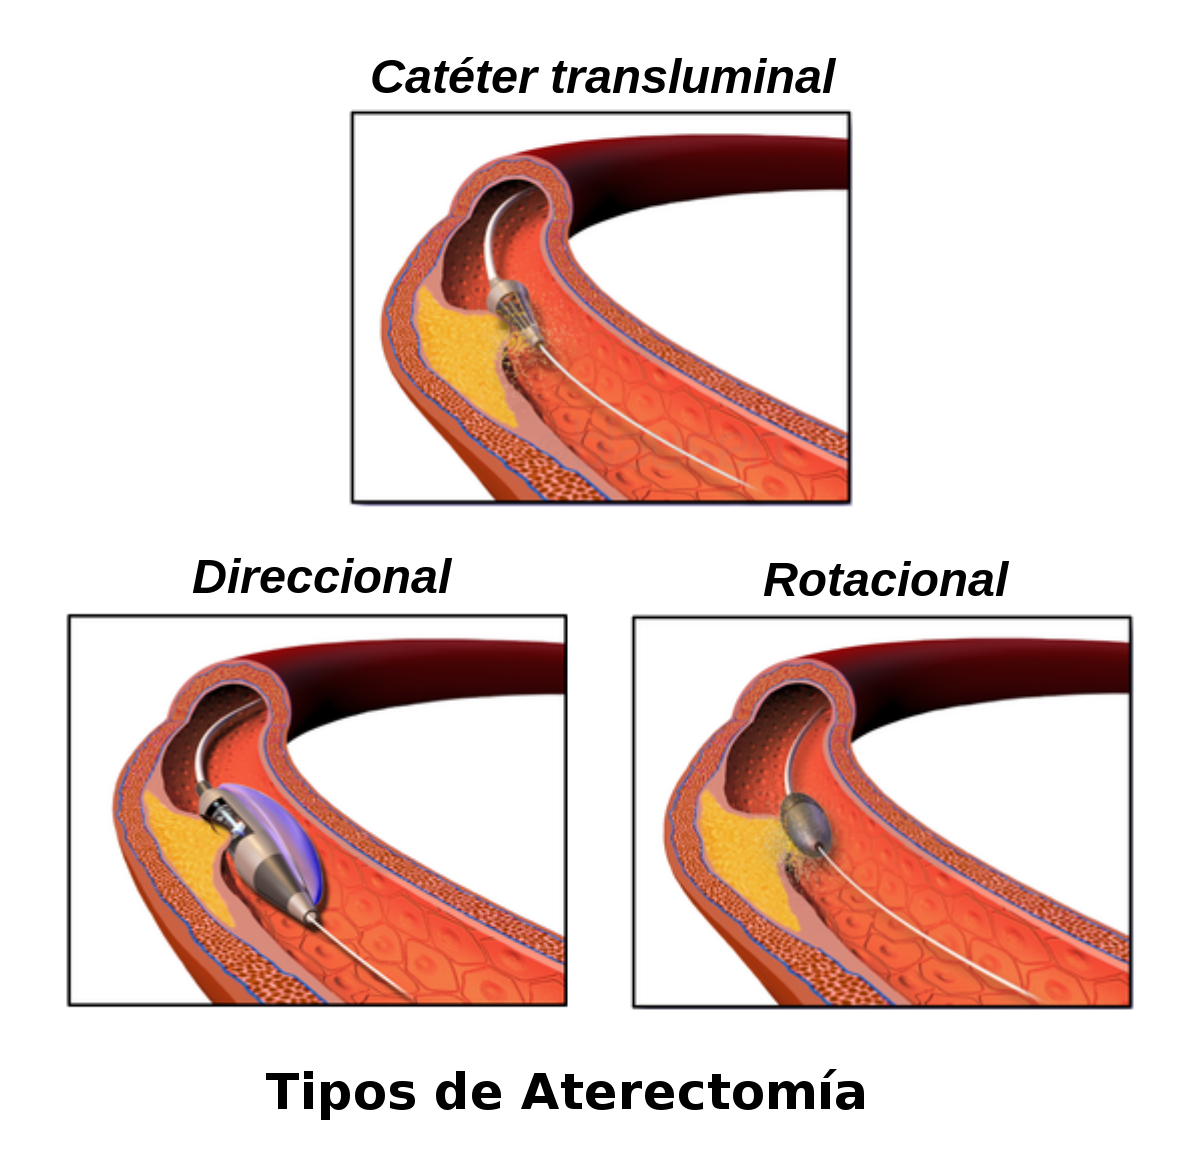 Catéter transluminal
Direccional
Rotacional
Tipos de Aterectomía